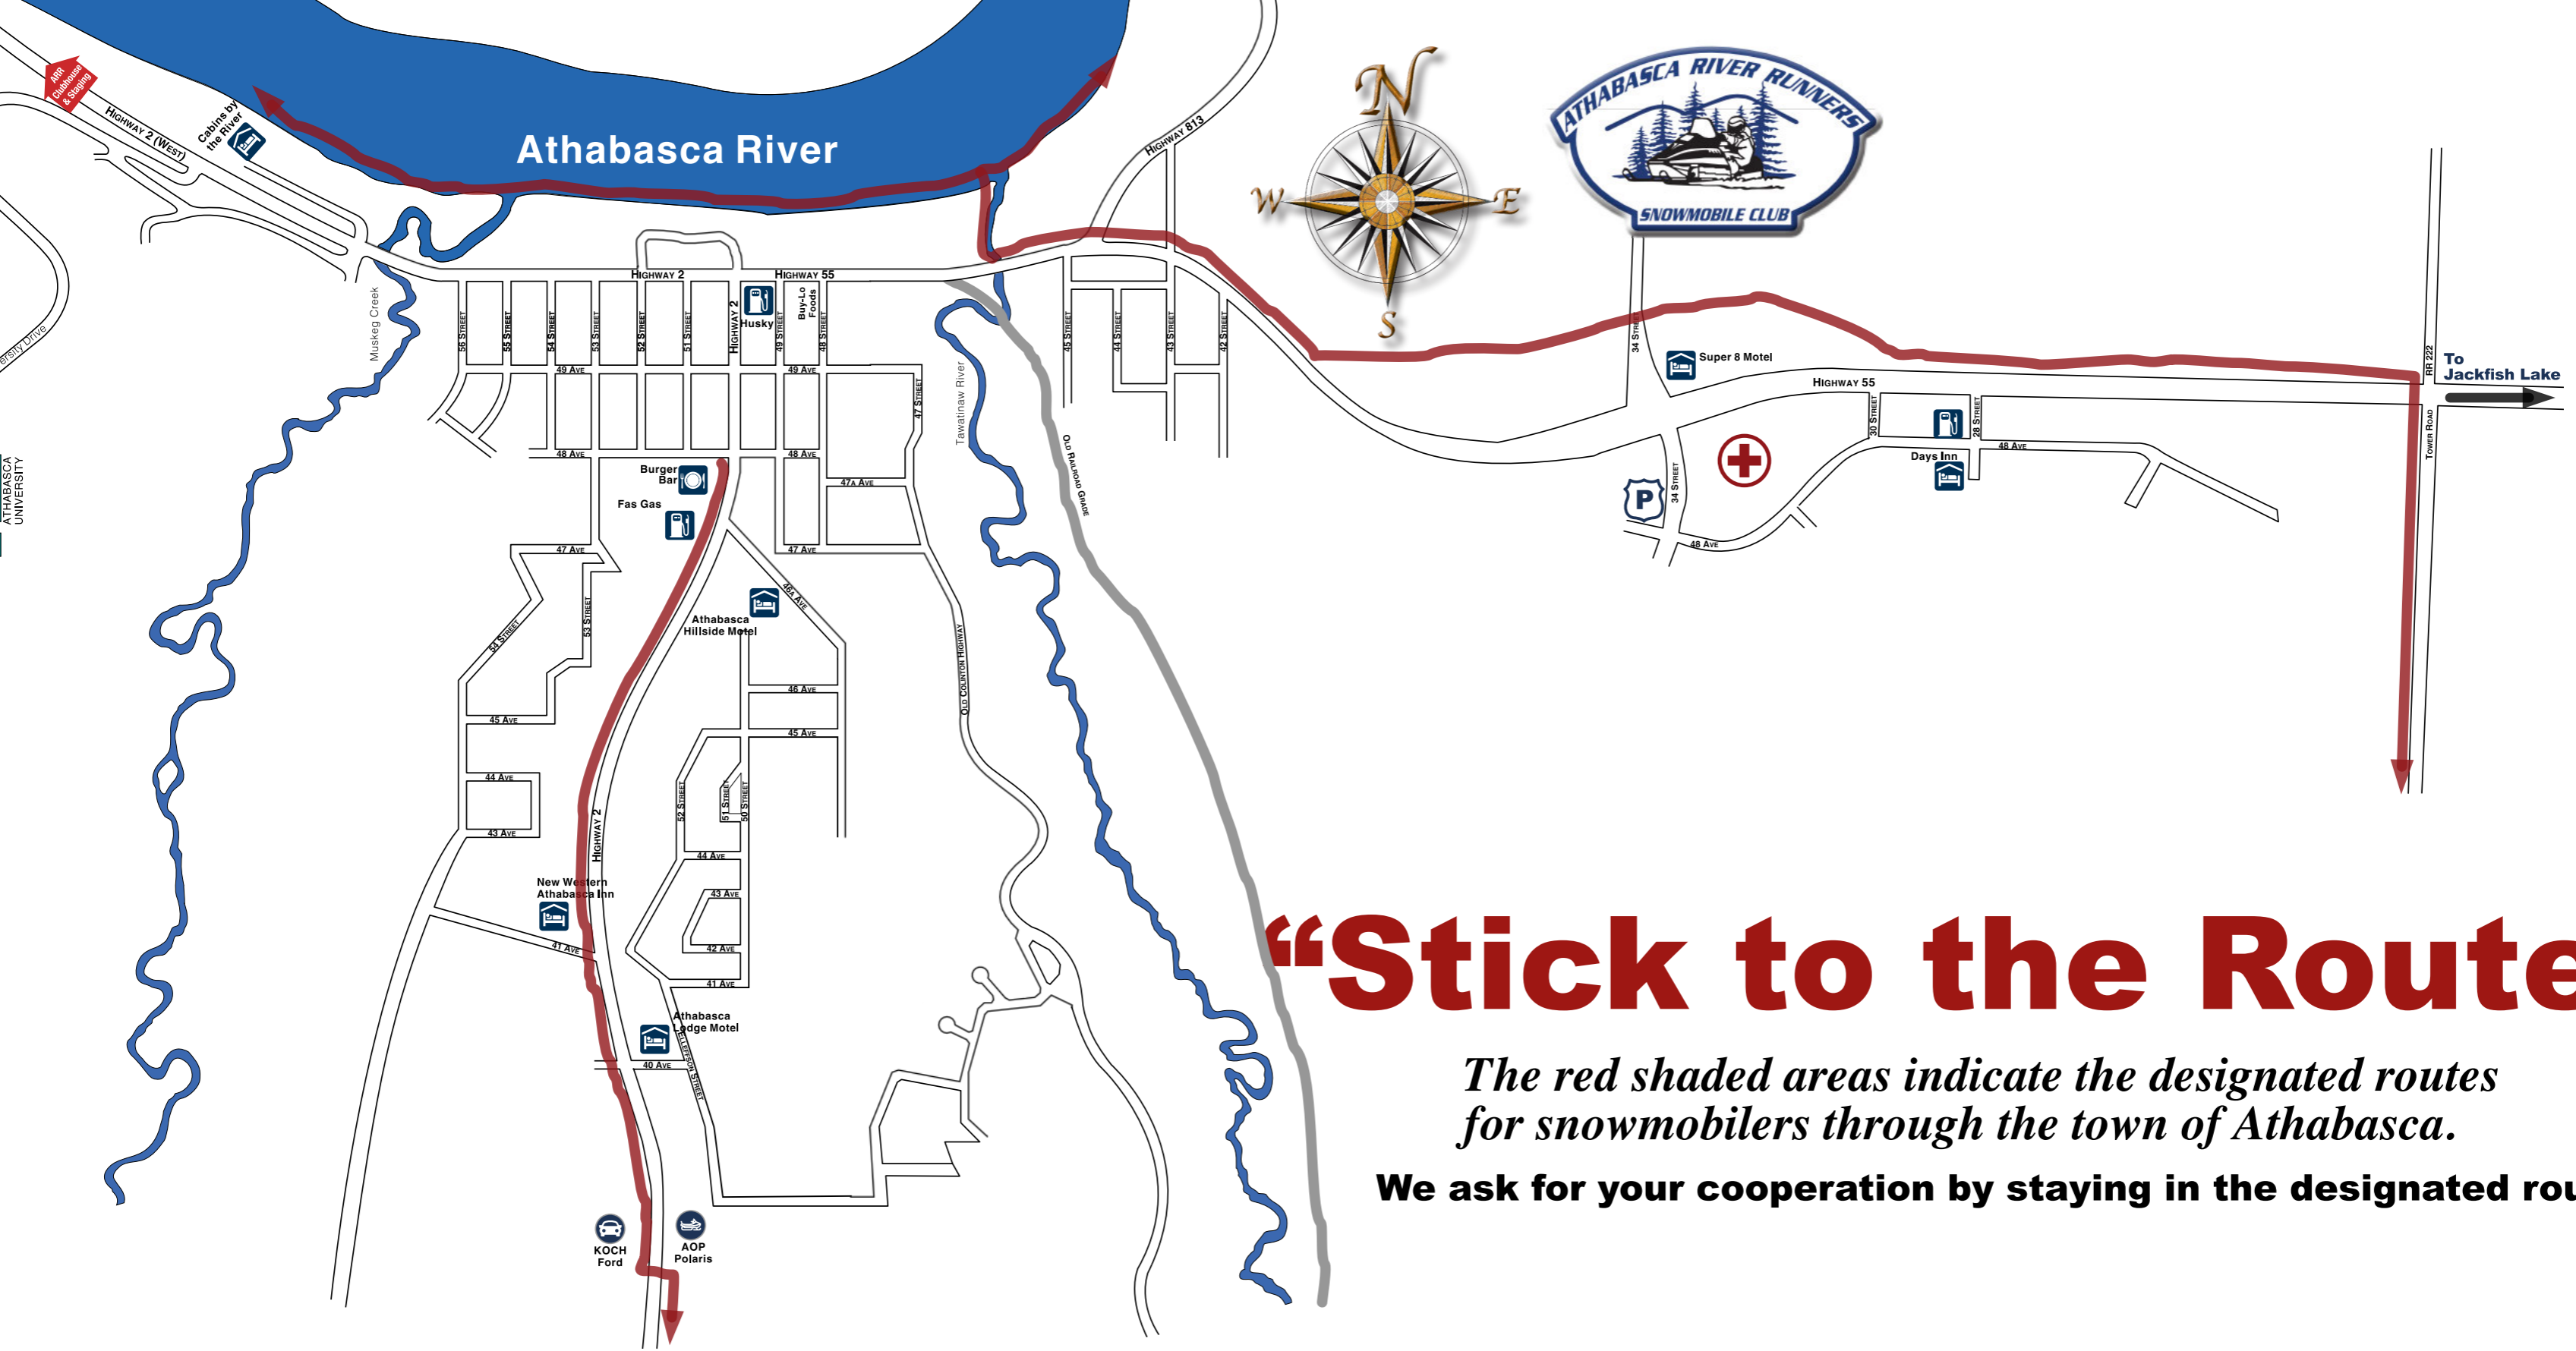 ARR
Clubhouse
& Staging
HIGHWAY 2 (WEST)
Cabins by
the River
Athabasca River
HIGHWAY 813
N
W
E
S
ATHABASCA RIVER RUNNERS
SNOWMOBILE CLUB
ersity Drive
Muskeg Creek
HIGHWAY 2
HIGHWAY 55
56 STREET
55 STREET
54 STREET
53 STREET
52 STREET
51 STREET
HIGHWAY 2
Husky
49 STREET
Buy-Lo
Foods
48 STREET
45 STREET
44 STREET
43 STREET
42 STREET
34 STREET
Super 8 Motel
HIGHWAY 55
RR 222
To
Jackfish Lake
49 AVE
49 AVE
47 STREET
Tawatinaw River
OLD RAILROAD GRADE
30 STREET
28 STREET
TOWER ROAD
48 AVE
48 AVE
48 AVE
Days Inn
P
34 STREET
48 AVE
ATHABASCA
UNIVERSITY
Burger
Bar
Fas Gas
47A AVE
47 AVE
47 AVE
46A AVE
53 STREET
54 STREET
Athabasca
Hillside Motel
OLD COLINTON HIGHWAY
46 AVE
45 AVE
45 AVE
44 AVE
43 AVE
HIGHWAY 2
52 STREET
51 STREET
50 STREET
44 AVE
43 AVE
42 AVE
41 AVE
New Western
Athabasca Inn
41 AVE
Athabasca
Lodge Motel
ELLEFSON STREET
40 AVE
KOCH
Ford
AOP
Polaris
“Stick to the Route
The red shaded areas indicate the designated routes
for snowmobilers through the town of Athabasca.
We ask for your cooperation by staying in the designated rou